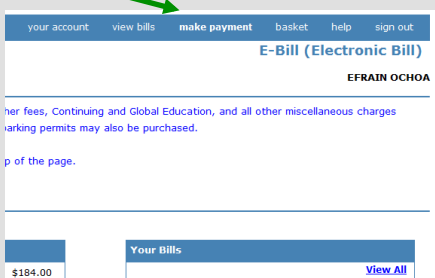 your account view bills make payment basket help sign out
E-Bill (Electronic Bill)
EFRAIN OCHOA
her fees, Continuing and Global Education, and all other miscellaneous charges
parking permits may also be purchased.
p of the page.
Your Bills
$184.00 View All